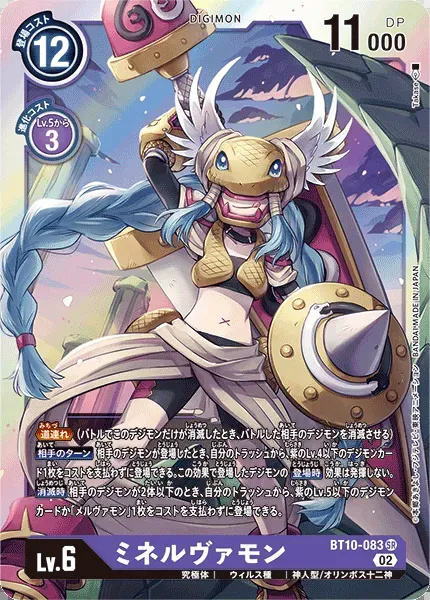 登場コスト
12
DIGIMON
11000
DP
進化コスト
Lv.5から
3
道連れ (バトルでこのデジモンだけが消滅したとき、バトルした相手のデジモンを消滅させる)
相手のターン 相手のデジモンが登場したとき、自分のトラッシュから、紫のLv.4以下のデジモンカー
ド1枚をコストを支払わずに登場できる。この効果で登場したデジモンの 登場時 効果は発揮しない。
消滅時 相手のデジモンが2体以下のとき、自分のトラッシュから、紫のLv.5以下のデジモン
カードか「メルヴァモン」1枚をコストを支払わずに登場できる。
BT10-083 SR
Lv.6
ミネルヴァモン
02
究極体 ウィルス種 神人型/オリンポス十二神